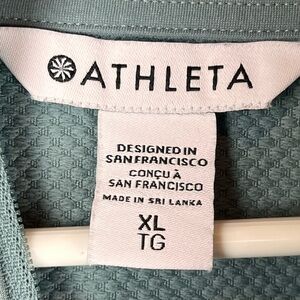 ATHLETA
DESIGNED IN
SAN FRANCISCO
CONÇU À
SAN FRANCISCO
MADE IN SRI LANKA
XL
TG